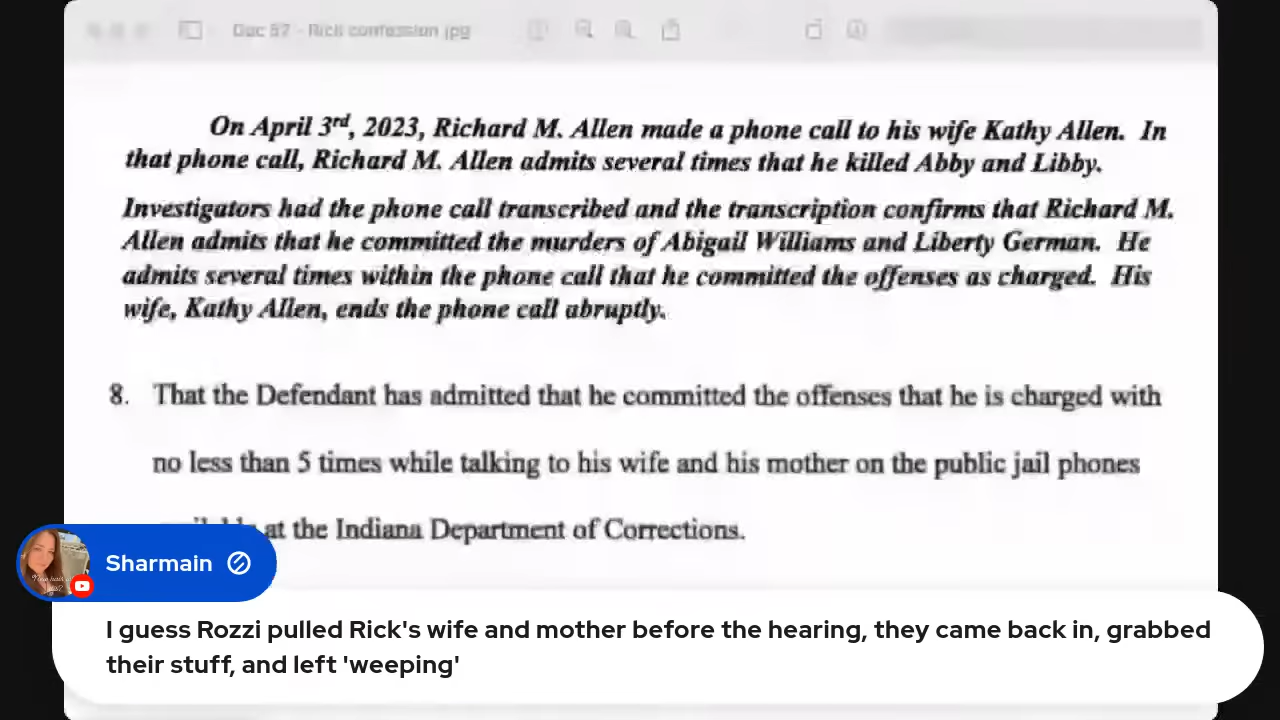 Doc 57 - Rick confession.jpg
On April 3rd, 2023, Richard M. Allen made a phone call to his wife Kathy Allen. In
that phone call, Richard M. Allen admits several times that he killed Abby and Libby.
Investigators had the phone call transcribed and the transcription confirms that Richard M.
Allen admits that he committed the murders of Abigail Williams and Liberty German. He
admits several times within the phone call that he committed the offenses as charged. His
wife, Kathy Allen, ends the phone call abruptly.
8. That the Defendant has admitted that he committed the offenses that he is charged with
no less than 5 times while talking to his wife and his mother on the public jail phones
at the Indiana Department of Corrections.
Sharmain
I guess Rozzi pulled Rick's wife and mother before the hearing, they came back in, grabbed
their stuff, and left 'weeping'